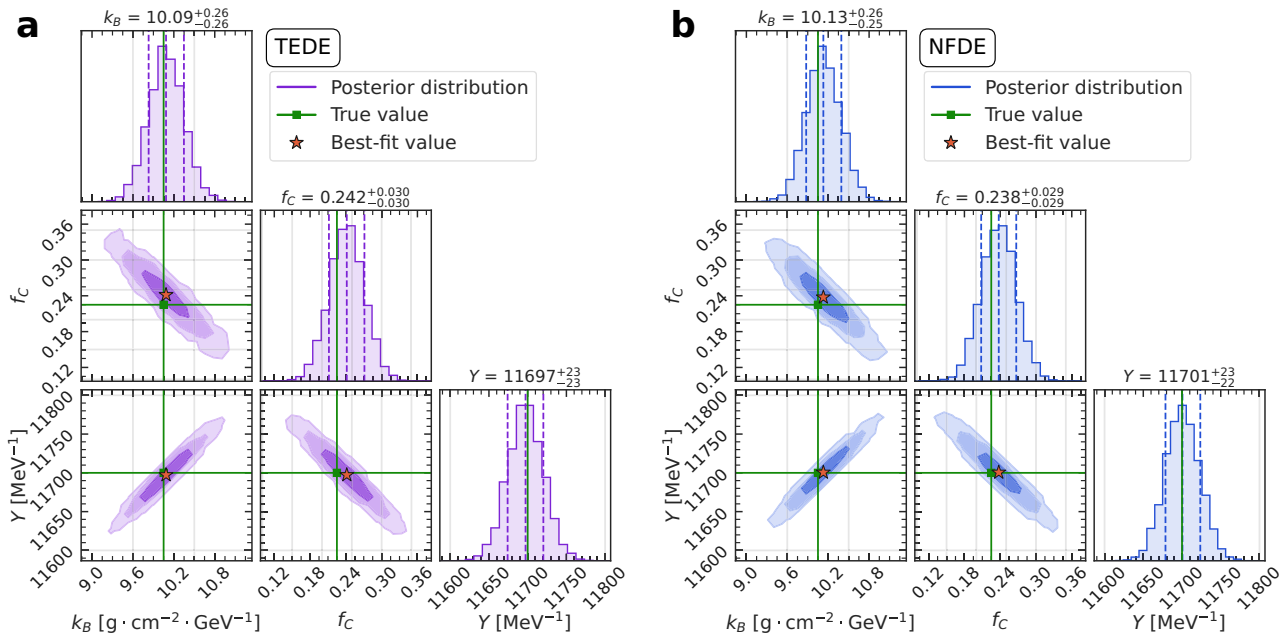 a
k_B = 10.09^{+0.26}_{-0.26}
TEDE
Posterior distribution
True value
Best-fit value
f_C = 0.242^{+0.030}_{-0.030}
f_C
0.36
0.30
0.24
0.18
0.12
Y = 11697^{+23}_{-23}
Y [MeV⁻¹]
11800
11750
11700
11650
11600
9.0 9.6 10.2 10.8
k_B [g · cm⁻² · GeV⁻¹]
0.12 0.18 0.24 0.30 0.36
f_C
11600 11650 11700 11750 11800
Y [MeV⁻¹]
b
k_B = 10.13^{+0.26}_{-0.25}
NFDE
Posterior distribution
True value
Best-fit value
f_C = 0.238^{+0.029}_{-0.029}
f_C
0.36
0.30
0.24
0.18
0.12
Y = 11701^{+23}_{-22}
Y [MeV⁻¹]
11800
11750
11700
11650
11600
9.0 9.6 10.2 10.8
k_B [g · cm⁻² · GeV⁻¹]
0.12 0.18 0.24 0.30 0.36
f_C
11600 11650 11700 11750 11800
Y [MeV⁻¹]